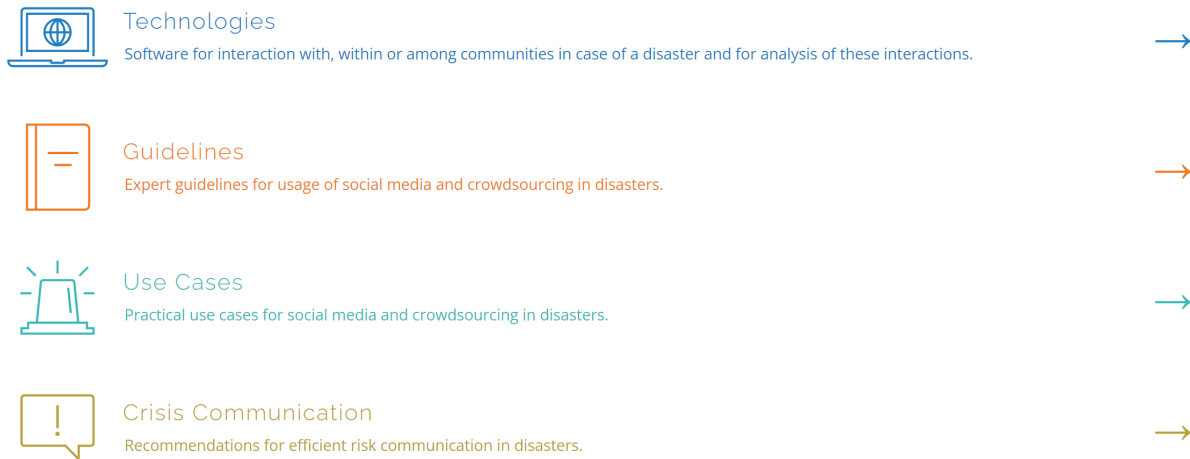 Technologies
Software for interaction with, within or among communities in case of a disaster and for analysis of these interactions.
Guidelines
Expert guidelines for usage of social media and crowdsourcing in disasters.
Use Cases
Practical use cases for social media and crowdsourcing in disasters.
Crisis Communication
Recommendations for efficient risk communication in disasters.